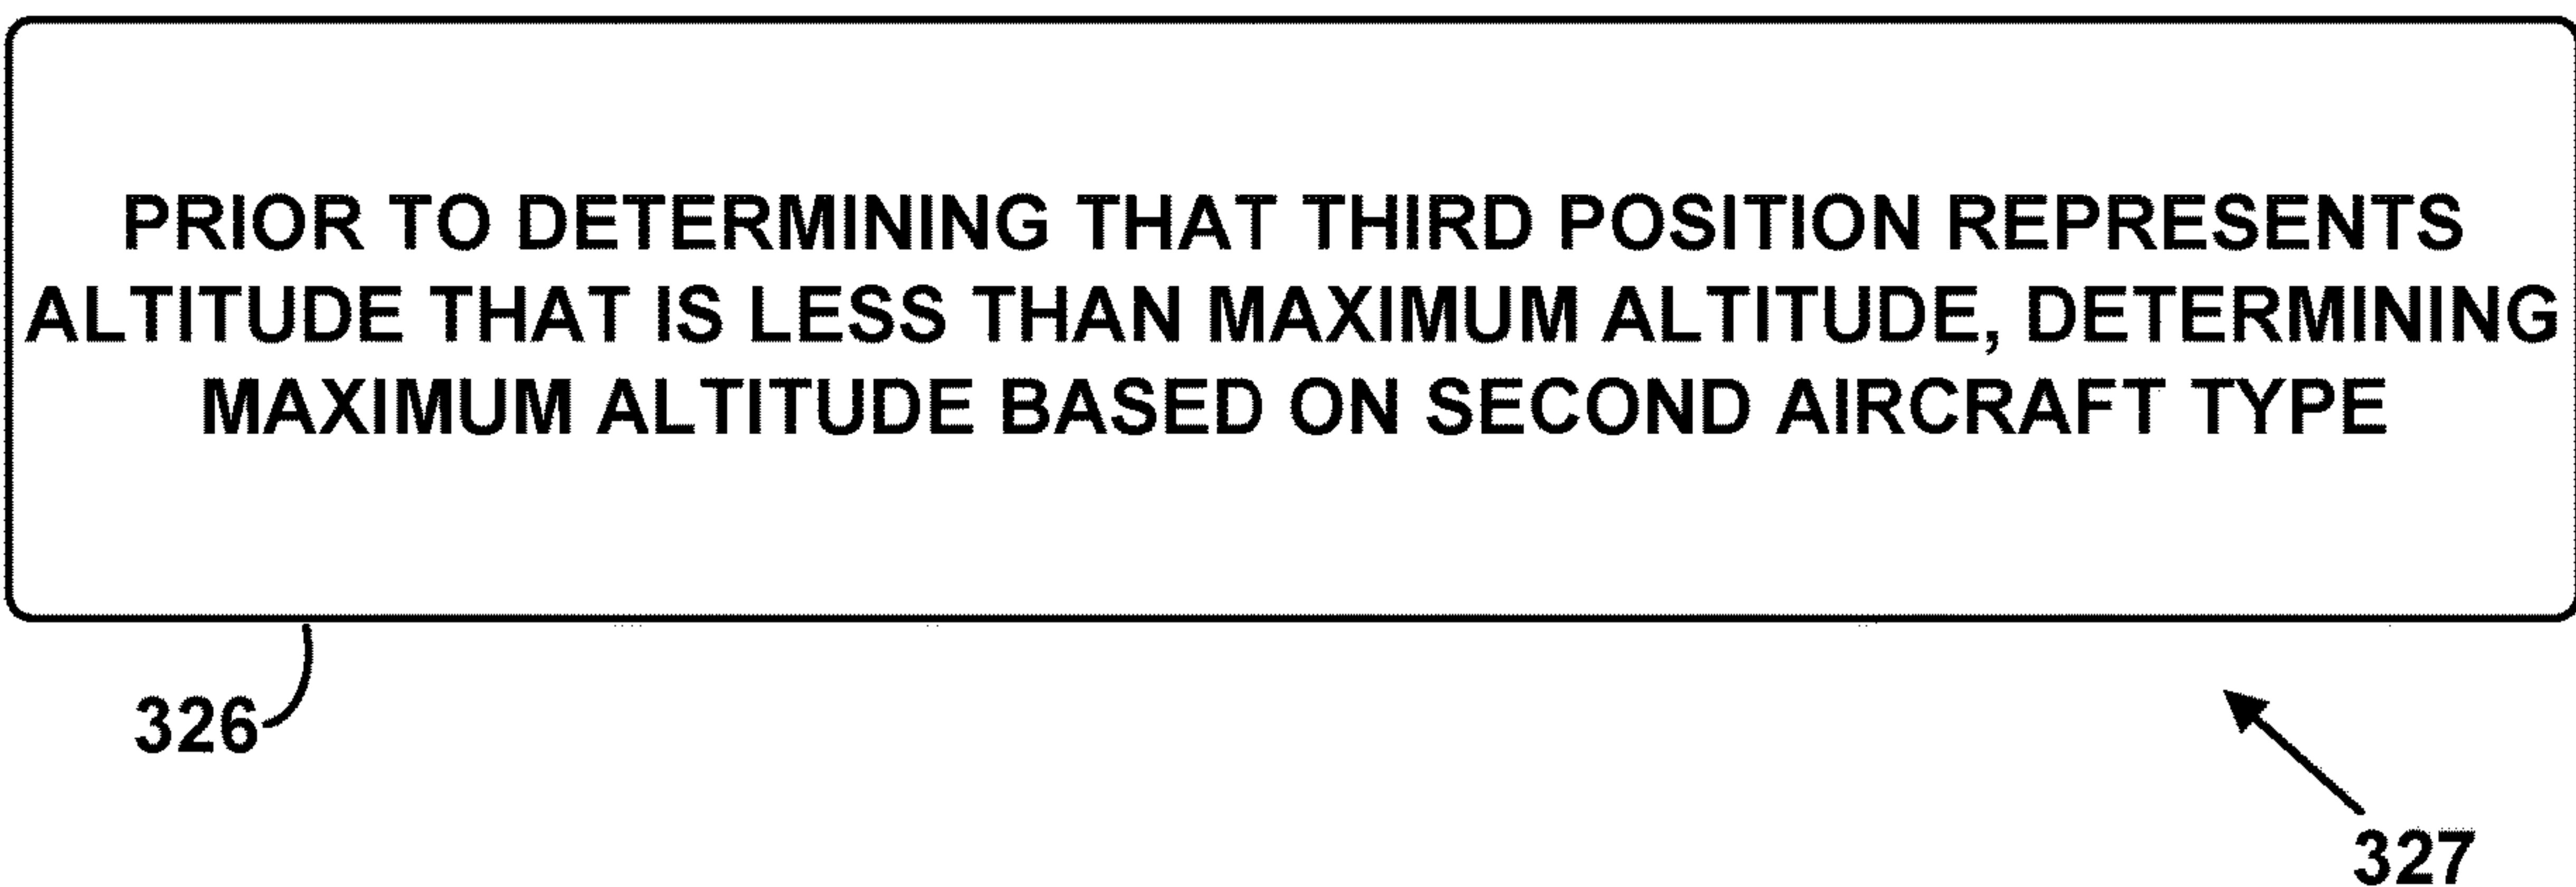 PRIOR TO DETERMINING THAT THIRD POSITION REPRESENTS
ALTITUDE THAT IS LESS THAN MAXIMUM ALTITUDE, DETERMINING
MAXIMUM ALTITUDE BASED ON SECOND AIRCRAFT TYPE
326
327